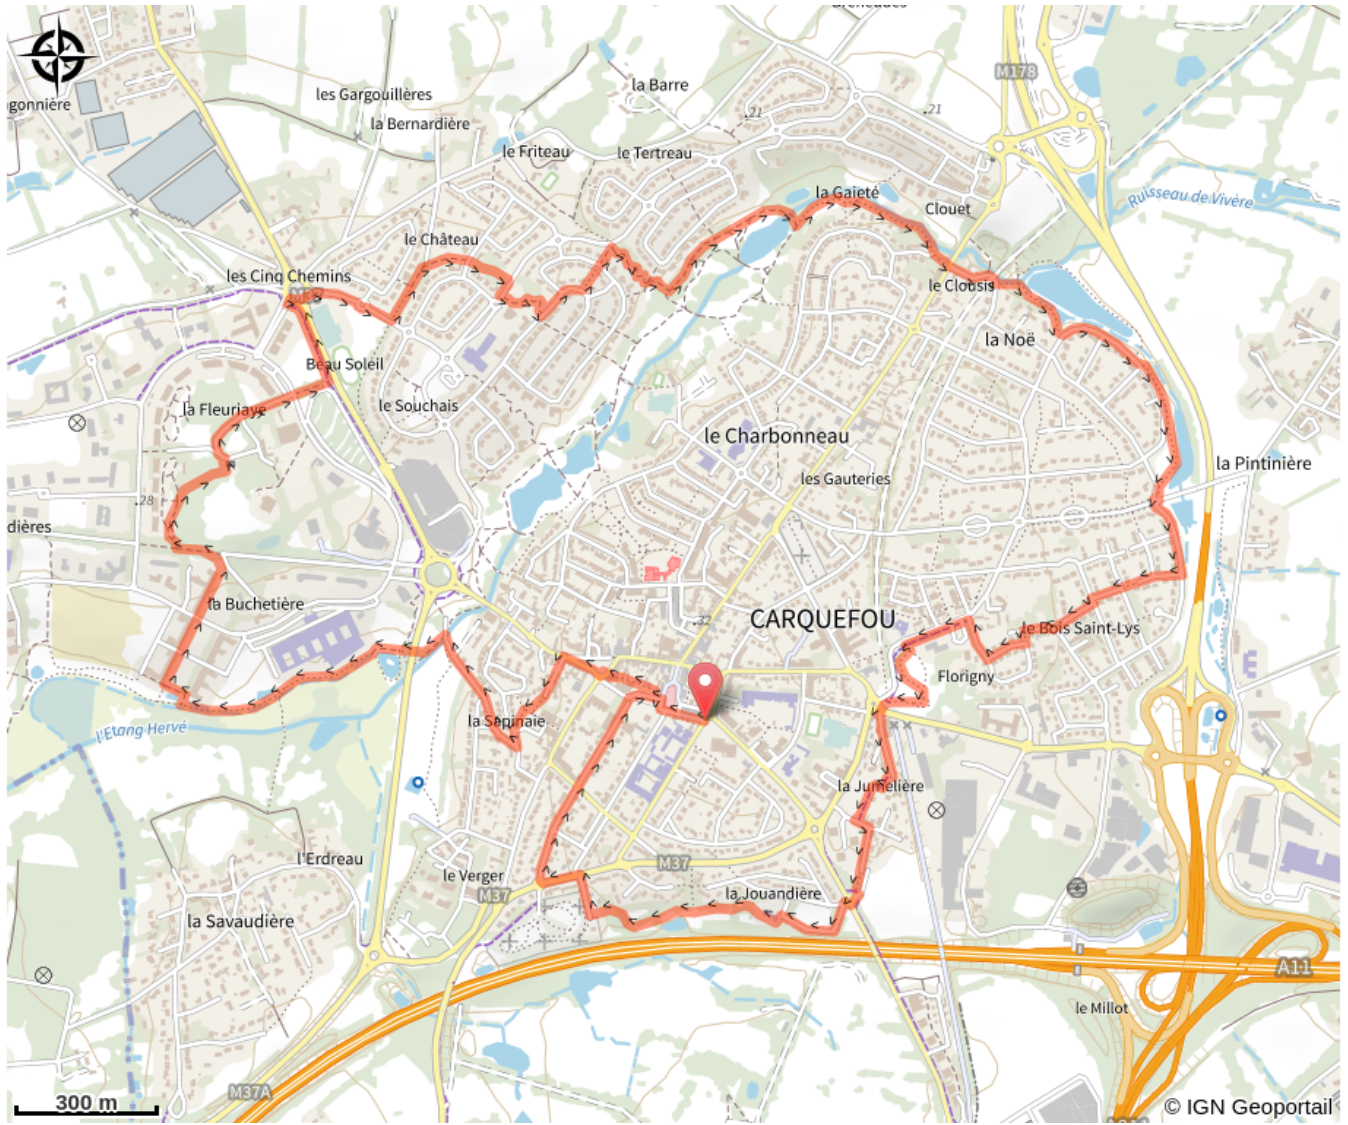 M178
la Barre
les Gargouillères
gonnière
la Bernardière
.21
.21
le Friteau
le Tertreau
la Gaieté
Ruisseau de Vivère
Clouet
le Château
les Cinq Chemins
le Clousis
la Noë
Beau Soleil
la Fleuriaye
le Souchais
le Charbonneau
la Pintinière
les Gauteries
.28
dières
la Buchetière
.32
CARQUEFOU
le Bois Saint-Lys
Florigny
la Sapinaie
l'Etang Hervé
la Jumelière
l'Erdreau
M37
le Verger
M37
la Jouandière
la Savaudière
A11
le Millot
M37A
300 m
© IGN Geoportail